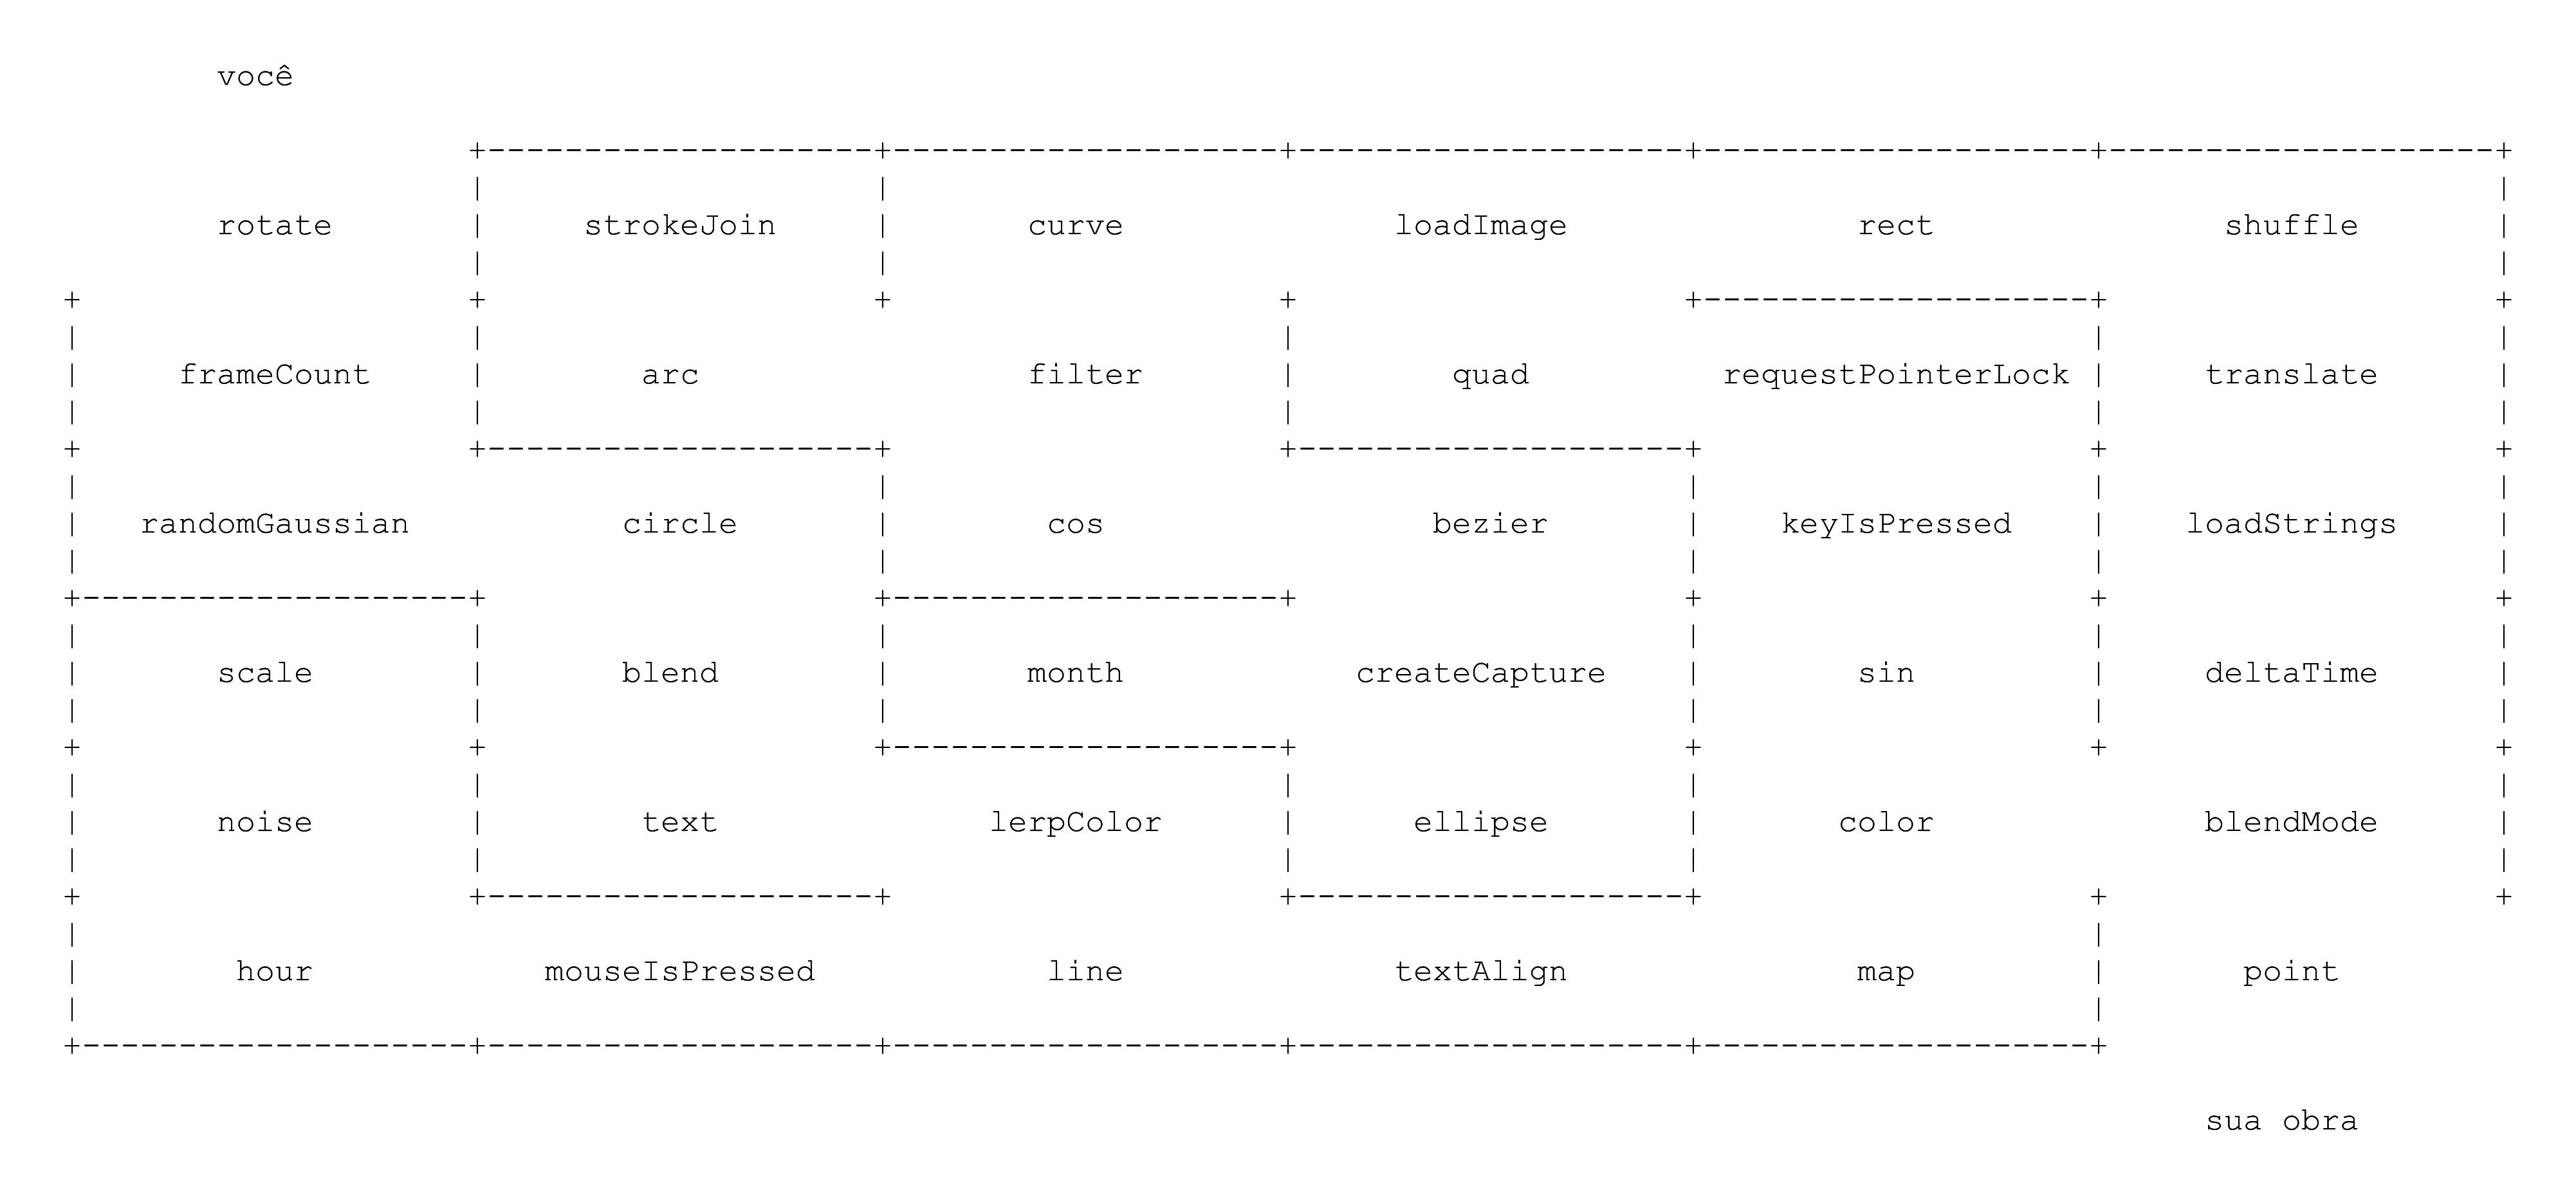 você
rotate strokeJoin curve loadImage rect shuffle
frameCount arc filter quad requestPointerLock translate
randomGaussian circle cos bezier keyIsPressed loadStrings
scale blend month createCapture sin deltaTime
noise text lerpColor ellipse color blendMode
hour mouseIsPressed line textAlign map point
sua obra